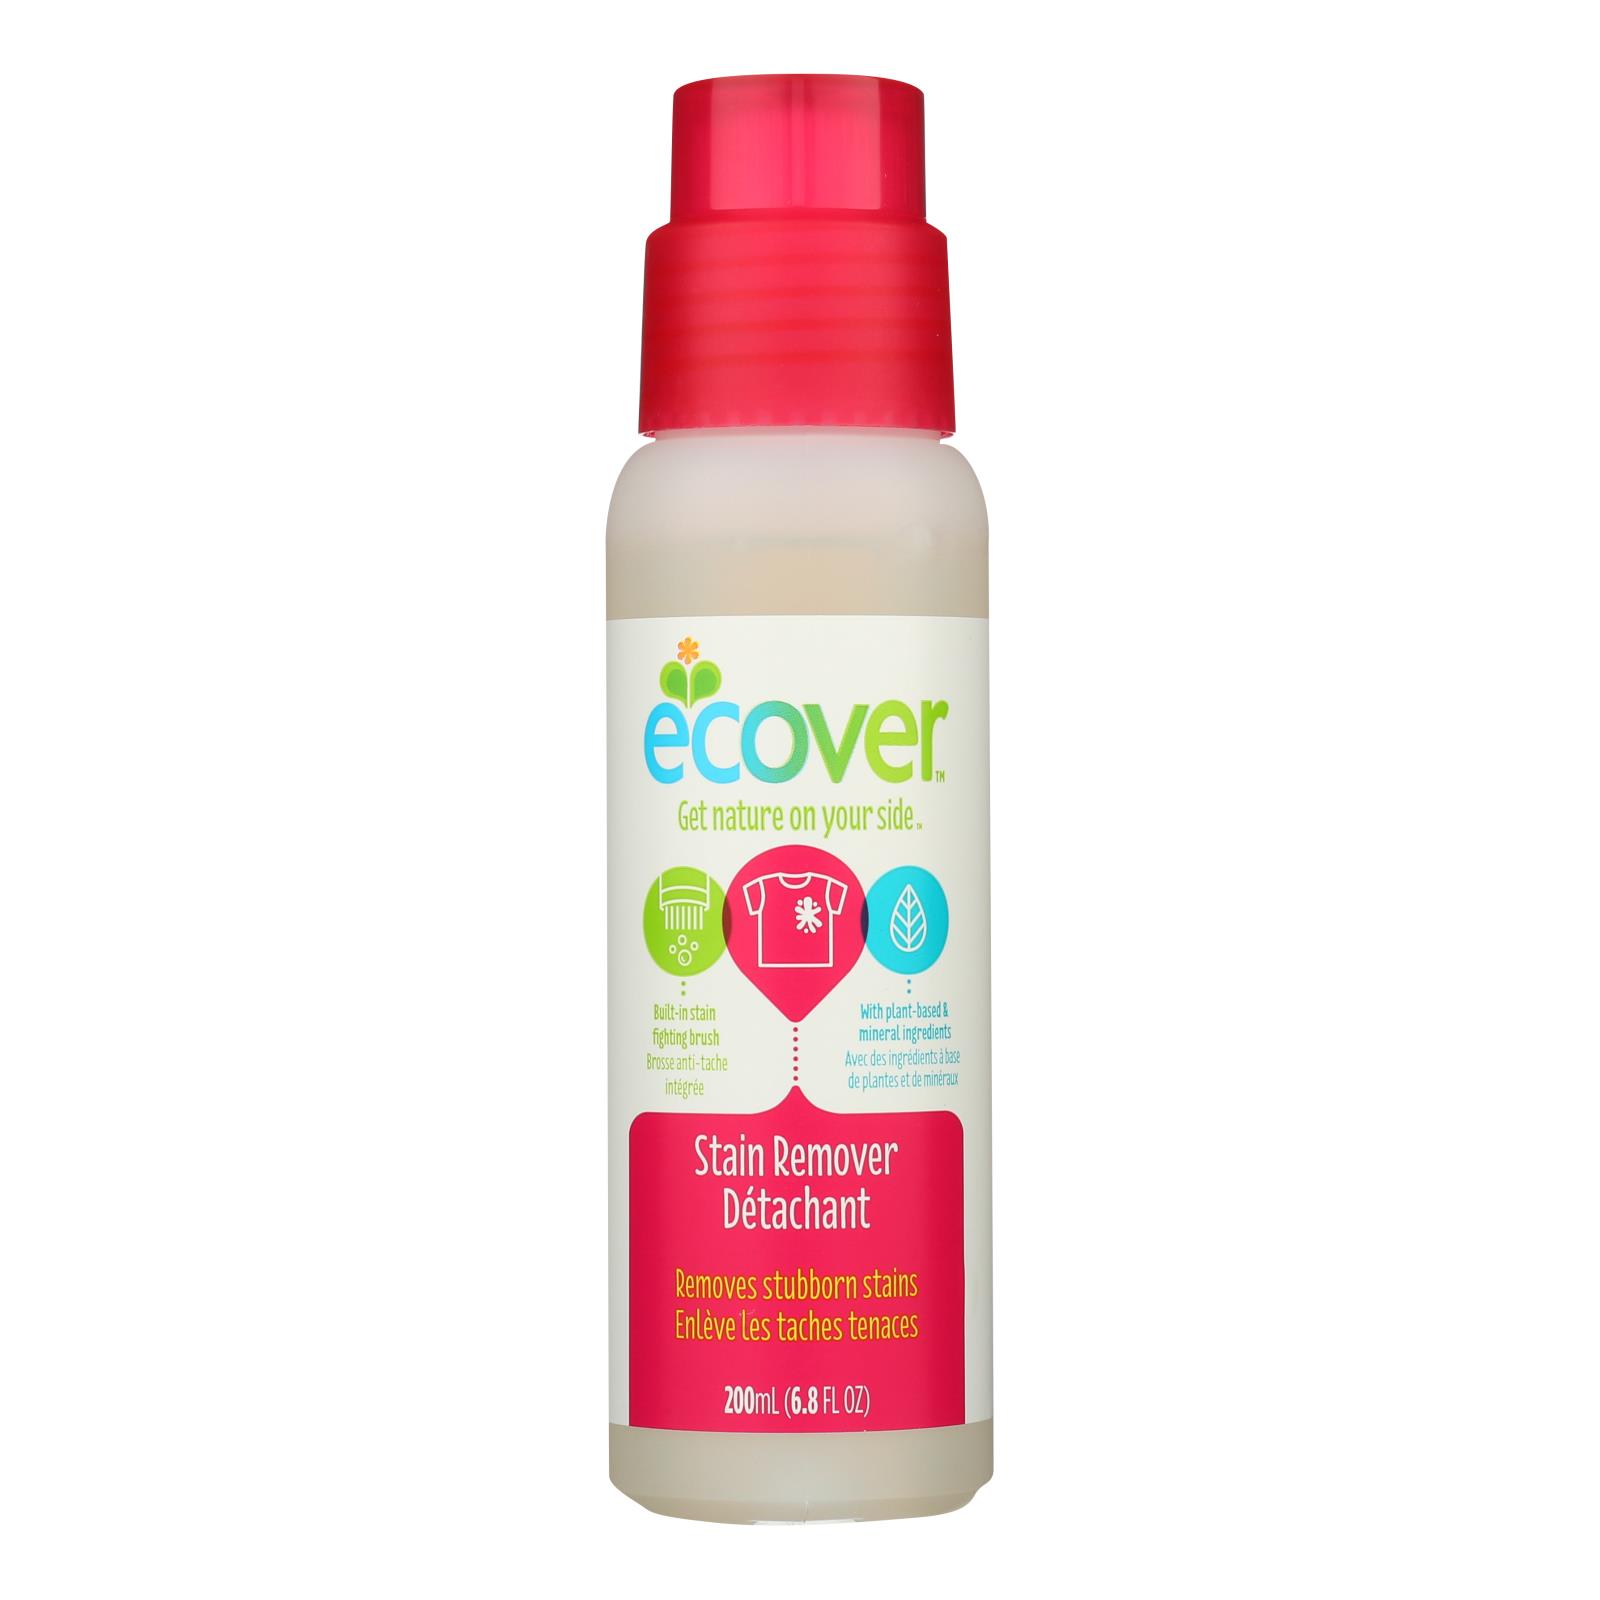 ecover™
Get nature on your side™
Built-in stain
fighting brush
Brosse anti-tache
intégrée
With plant-based &
mineral ingredients
Avec des ingrédients à base
de plantes et de minéraux
Stain Remover
Détachant
Removes stubborn stains
Enlève les taches tenaces
200mL (6.8 FL OZ)